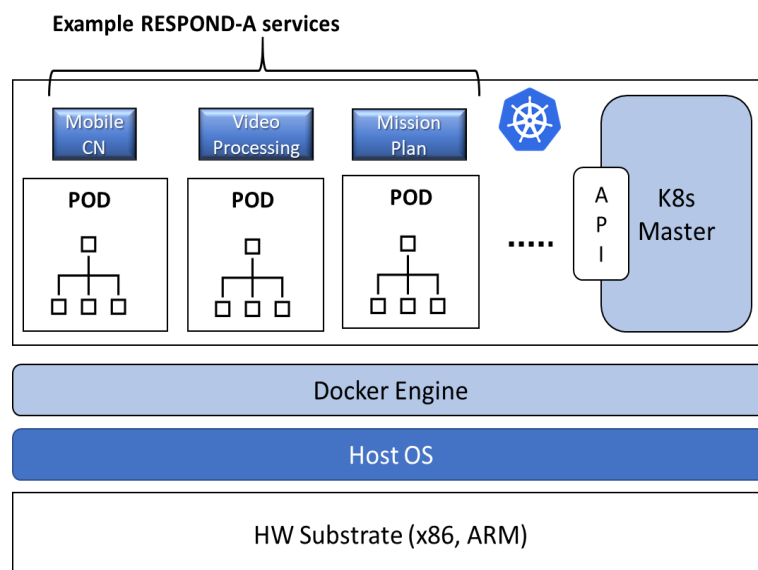 Example RESPOND-A services
Mobile
CN
Video
Processing
Mission
Plan
POD
POD
POD
.....
A
P
I
K8s
Master
Docker Engine
Host OS
HW Substrate (x86, ARM)